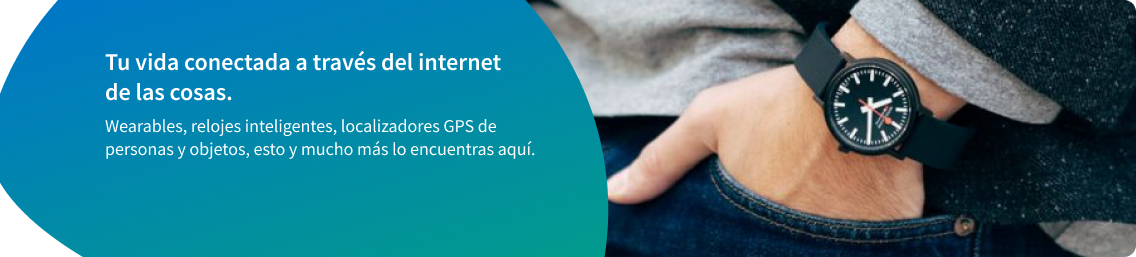 Tu vida conectada a través del internet
de las cosas.
Wearables, relojes inteligentes, localizadores GPS de
personas y objetos, esto y mucho más lo encuentras aquí.